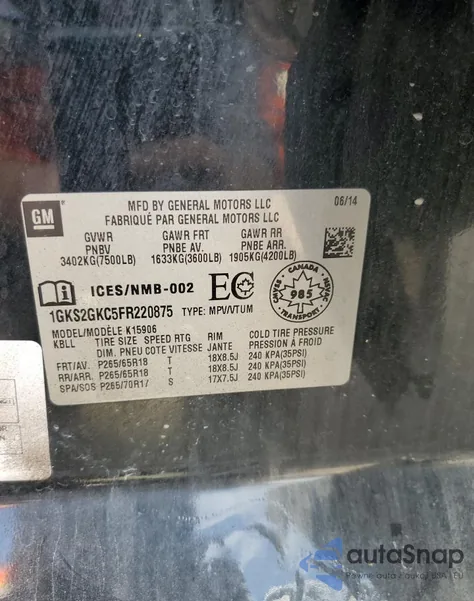 GM
MFD BY GENERAL MOTORS LLC
FABRIQUÉ PAR GENERAL MOTORS LLC
06/14
GVWR GAWR FRT GAWR RR
PNBV PNBE AV. PNBE ARR.
3402KG(7500LB) 1633KG(3600LB) 1905KG(4200LB)
ICES/NMB-002 EC
CANADA
985
TRANSPORT
1GKS2GKC5FR220875 TYPE: MPV/VTUM
MODEL/MODÈLE K15906
KBLL TIRE SIZE SPEED RTG RIM COLD TIRE PRESSURE
DIM. PNEU COTE VITESSE JANTE PRESSION À FROID
FRT/AV. P265/65R18 T 18X8.5J 240 KPA(35PSI)
RR/ARR. P265/65R18 T 18X8.5J 240 KPA(35PSI)
SPA/SOS P265/70R17 S 17X7.5J 240 KPA(35PSI)
autoSnap